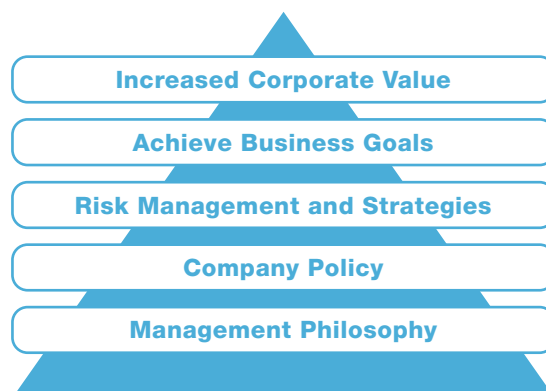 Increased Corporate Value
Achieve Business Goals
Risk Management and Strategies
Company Policy
Management Philosophy